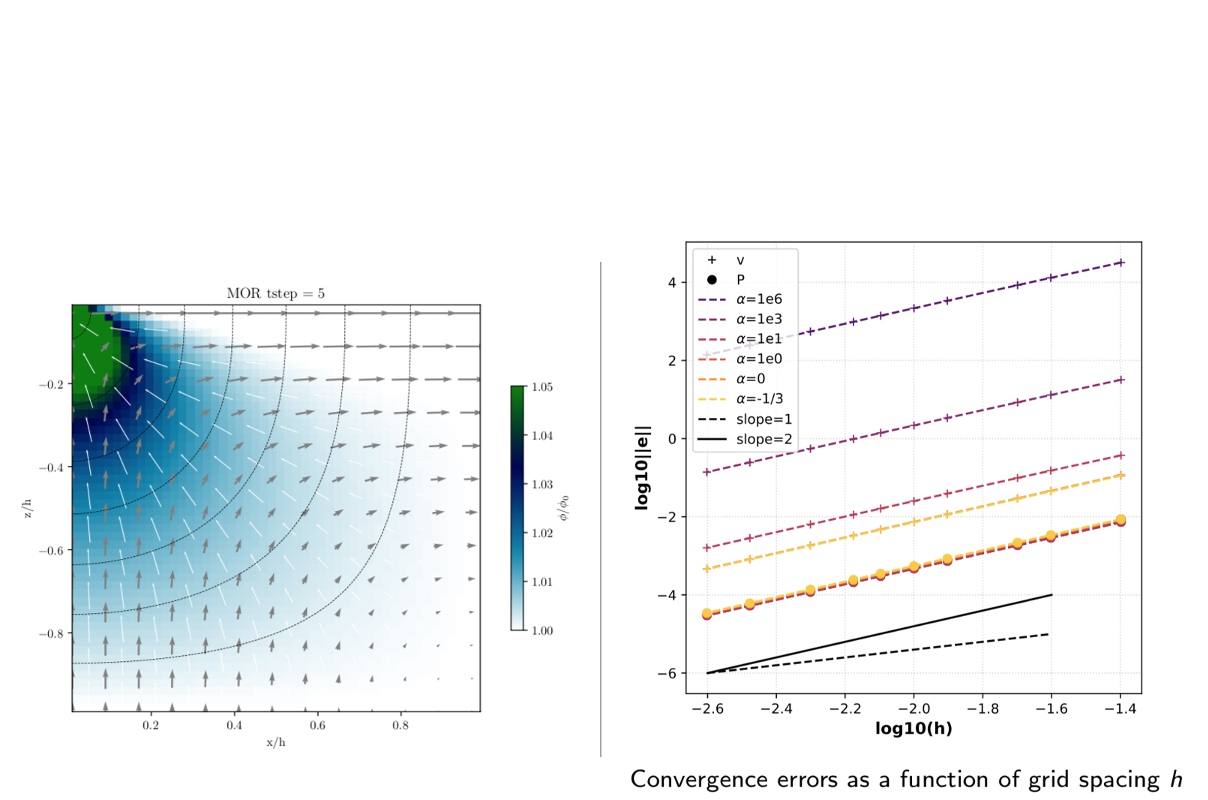 MOR tstep = 5
−0.2
−0.4
−0.6
−0.8
z/h
0.2
0.4
0.6
0.8
x/h
1.05
1.04
1.03
1.02
1.01
1.00
ϕ/ϕ₀
v
P
α=1e6
α=1e3
α=1e1
α=1e0
α=0
α=-1/3
slope=1
slope=2
4
2
0
−2
−4
−6
log10||e||
−2.6
−2.4
−2.2
−2.0
−1.8
−1.6
−1.4
log10(h)
Convergence errors as a function of grid spacing h